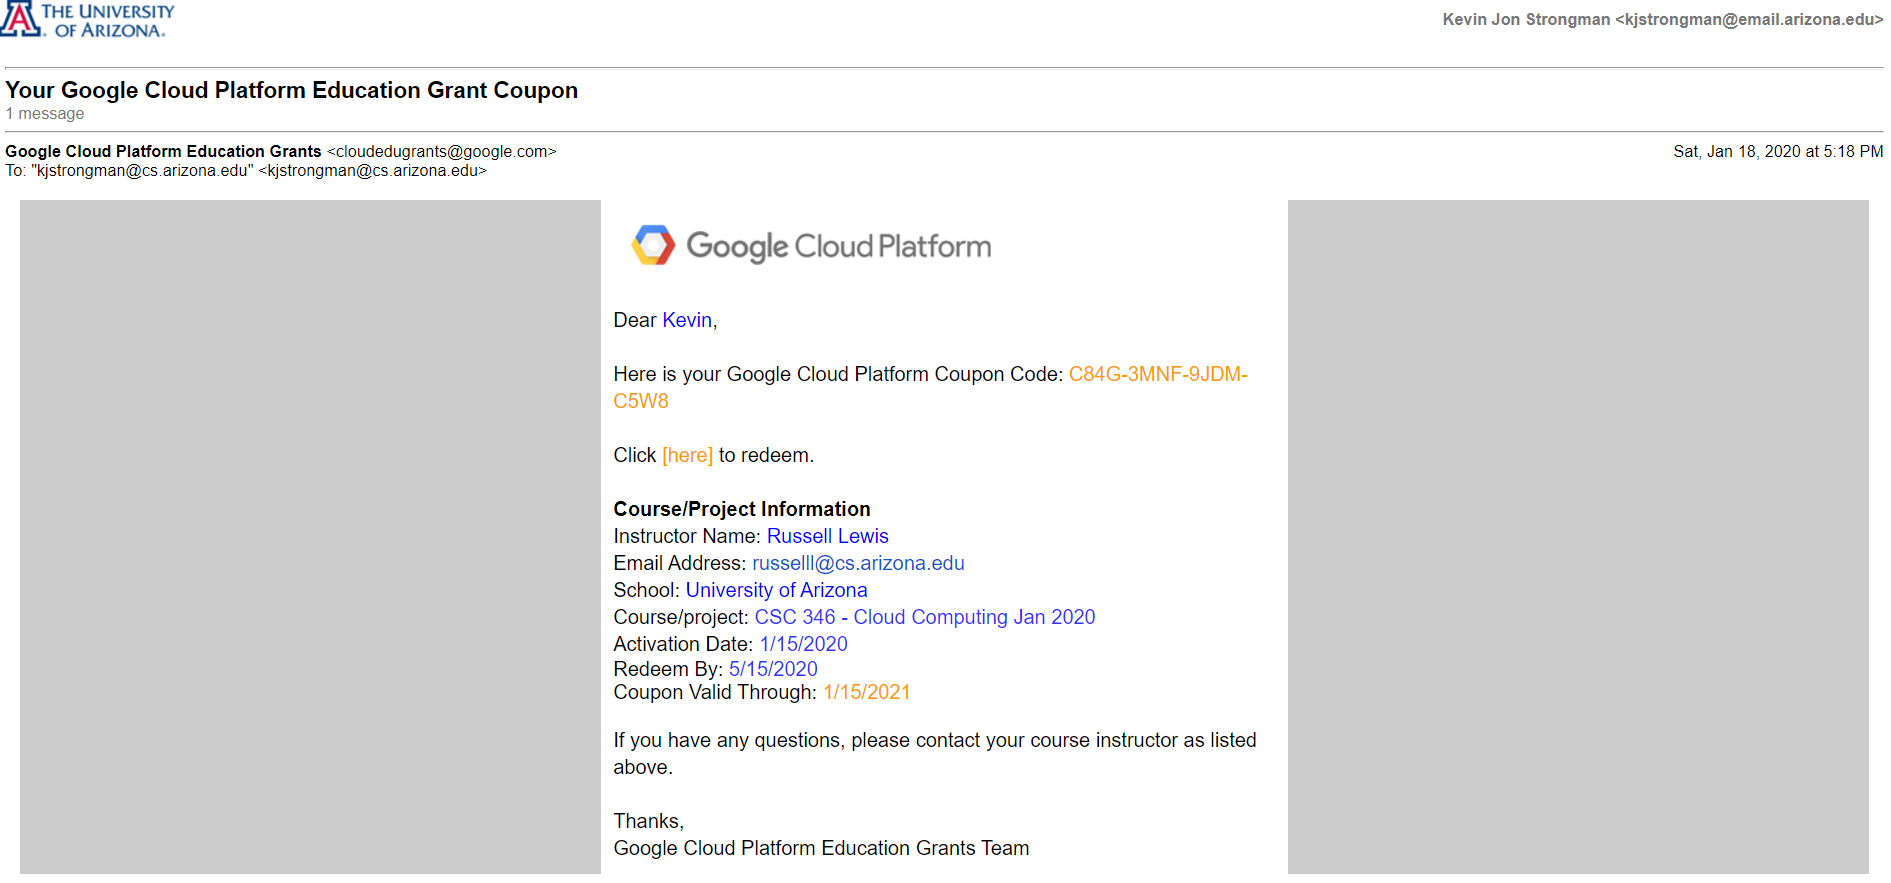 THE UNIVERSITY
OF ARIZONA.
Kevin Jon Strongman <kjstrongman@email.arizona.edu>
Your Google Cloud Platform Education Grant Coupon
1 message
Google Cloud Platform Education Grants <cloudedugrants@google.com>
Sat, Jan 18, 2020 at 5:18 PM
To: "kjstrongman@cs.arizona.edu" <kjstrongman@cs.arizona.edu>
Google Cloud Platform
Dear Kevin,
Here is your Google Cloud Platform Coupon Code: C84G-3MNF-9JDM-
C5W8
Click [here] to redeem.
Course/Project Information
Instructor Name: Russell Lewis
Email Address: russelll@cs.arizona.edu
School: University of Arizona
Course/project: CSC 346 - Cloud Computing Jan 2020
Activation Date: 1/15/2020
Redeem By: 5/15/2020
Coupon Valid Through: 1/15/2021
If you have any questions, please contact your course instructor as listed
above.
Thanks,
Google Cloud Platform Education Grants Team